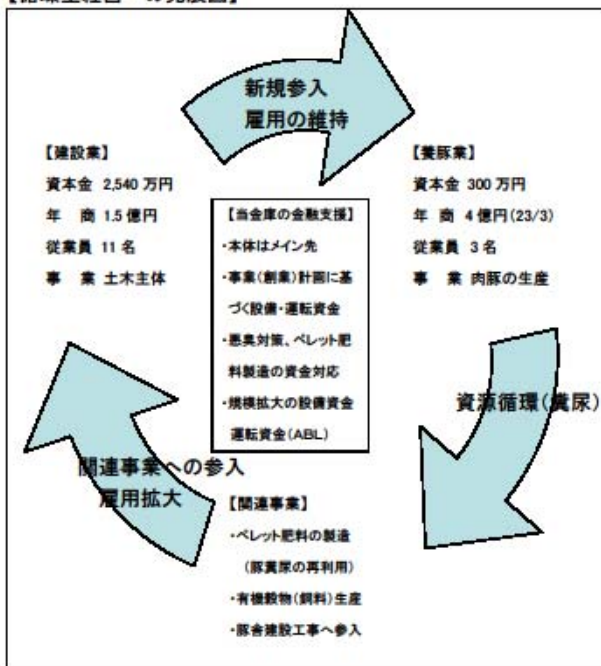 新規参入
雇用の維持
【建設業】
資本金 2,540 万円
年 商 1.5 億円
従業員 11 名
事 業 土木主体
【養豚業】
資本金 300 万円
年 商 4 億円(23/3)
従業員 3 名
事 業 肉豚の生産
【当金庫の金融支援】
・本体はメイン先
・事業(創業)計画に基
づく設備・運転資金
・悪臭対策、ペレット肥
料製造の資金対応
・規模拡大の設備資金
運転資金(ABL)
資源循環(糞尿)
関連事業への参入
雇用拡大
【関連事業】
・ペレット肥料の製造
(豚糞尿の再利用)
・有機穀物(飼料)生産
・豚舎建設工事へ参入